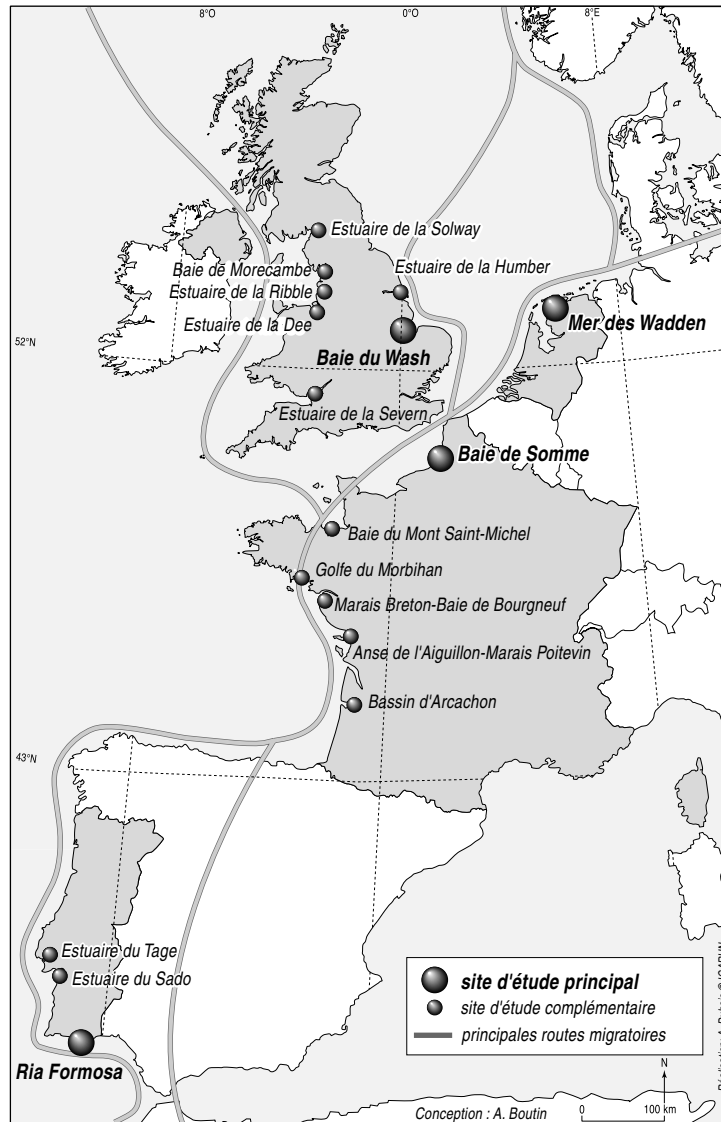 8°O
0°O
8°E
Estuaire de la Solway
Baie de Morecambe
Estuaire de la Humber
Estuaire de la Ribble
Mer des Wadden
Estuaire de la Dee
52°N
Baie du Wash
Estuaire de la Severn
Baie de Somme
Baie du Mont Saint-Michel
Golfe du Morbihan
Marais Breton-Baie de Bourgneuf
Anse de l'Aiguillon-Marais Poitevin
Bassin d'Arcachon
43°N
Estuaire du Tage
Estuaire du Sado
Ria Formosa
site d'étude principal
site d'étude complémentaire
principales routes migratoires
N
Conception : A. Boutin
0 100 km